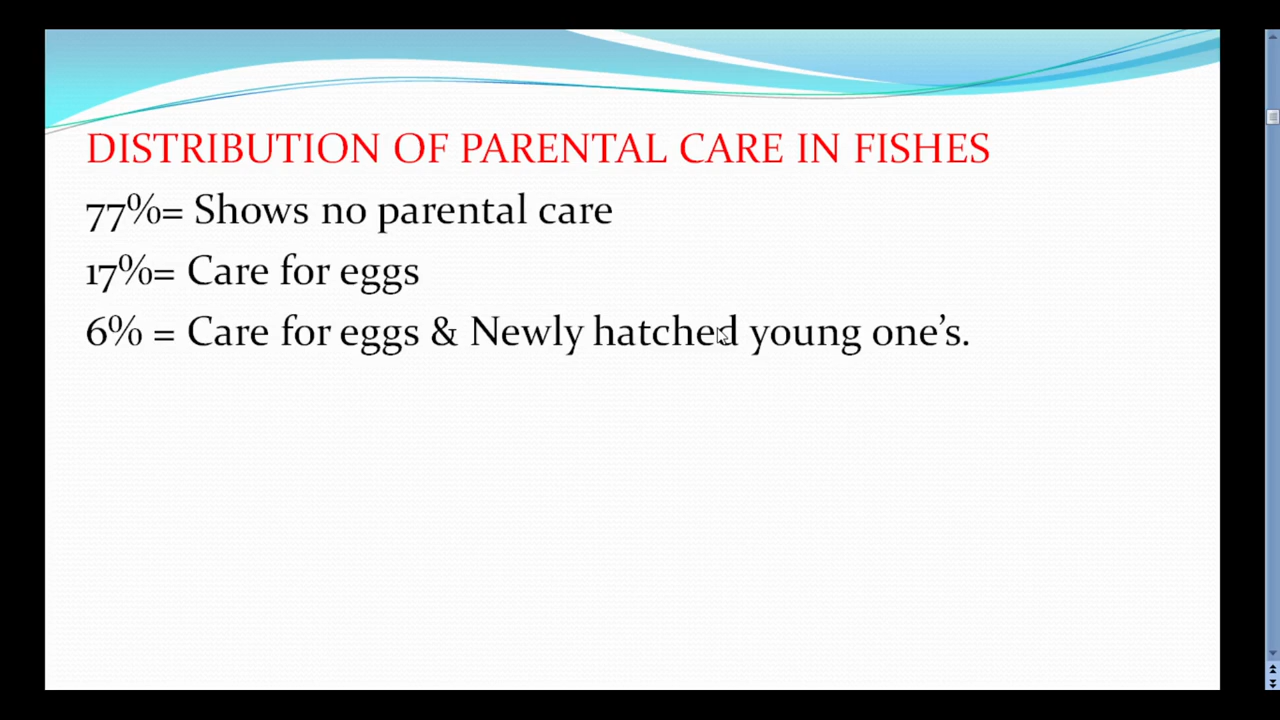 DISTRIBUTION OF PARENTAL CARE IN FISHES
77%= Shows no parental care
17%= Care for eggs
6% = Care for eggs & Newly hatched young one’s.